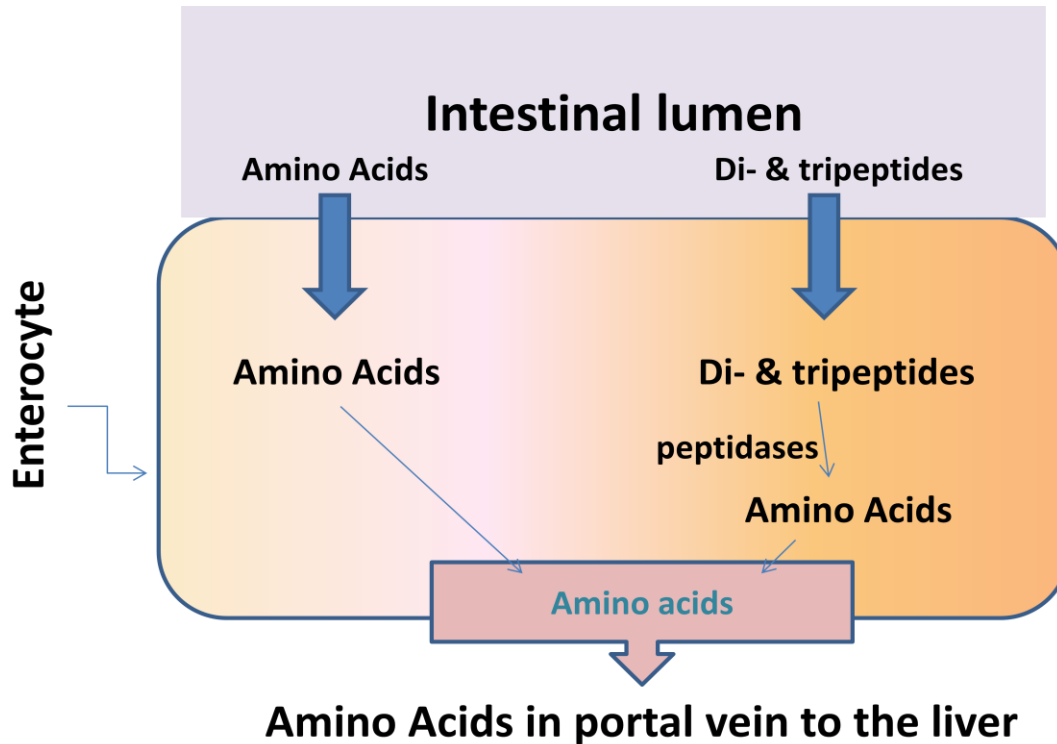 Intestinal lumen
Amino Acids
Di- & tripeptides
Enterocyte
Amino Acids
Di- & tripeptides
peptidases
Amino Acids
Amino acids
Amino Acids in portal vein to the liver